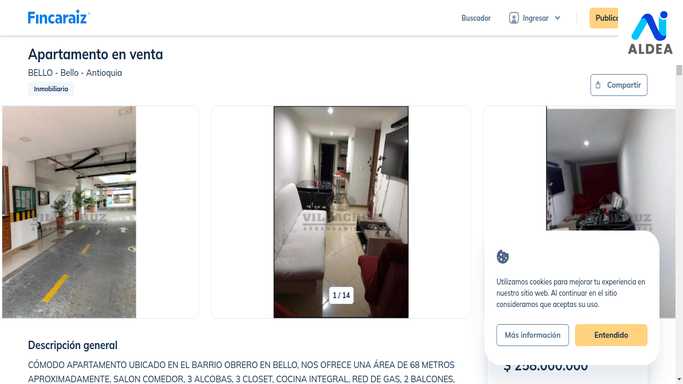 Fincaraiz
Buscador
Ingresar
Publica
ALDEA
Apartamento en venta
BELLO - Bello - Antioquia
Inmobiliario
Compartir
1 / 14
Utilizamos cookies para mejorar tu experiencia en
nuestro sitio web. Al continuar en el sitio
consideramos que aceptas su uso.
Más información
Entendido
Descripción general
$ 258.000.000
CÓMODO APARTAMENTO UBICADO EN EL BARRIO OBRERO EN BELLO, NOS OFRECE UNA ÁREA DE 68 METROS
APROXIMADAMENTE, SALON COMEDOR, 3 ALCOBAS, 3 CLOSET, COCINA INTEGRAL, RED DE GAS, 2 BALCONES,